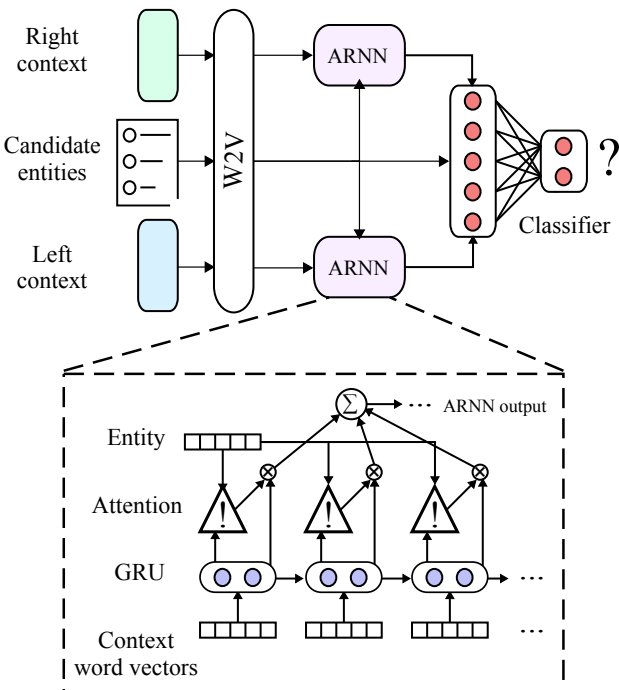 Right
context
ARNN
Candidate
entities
W2V
?
Classifier
Left
context
ARNN
Σ
... ARNN output
Entity
Attention
!
!
!
GRU
...
Context
word vectors
...